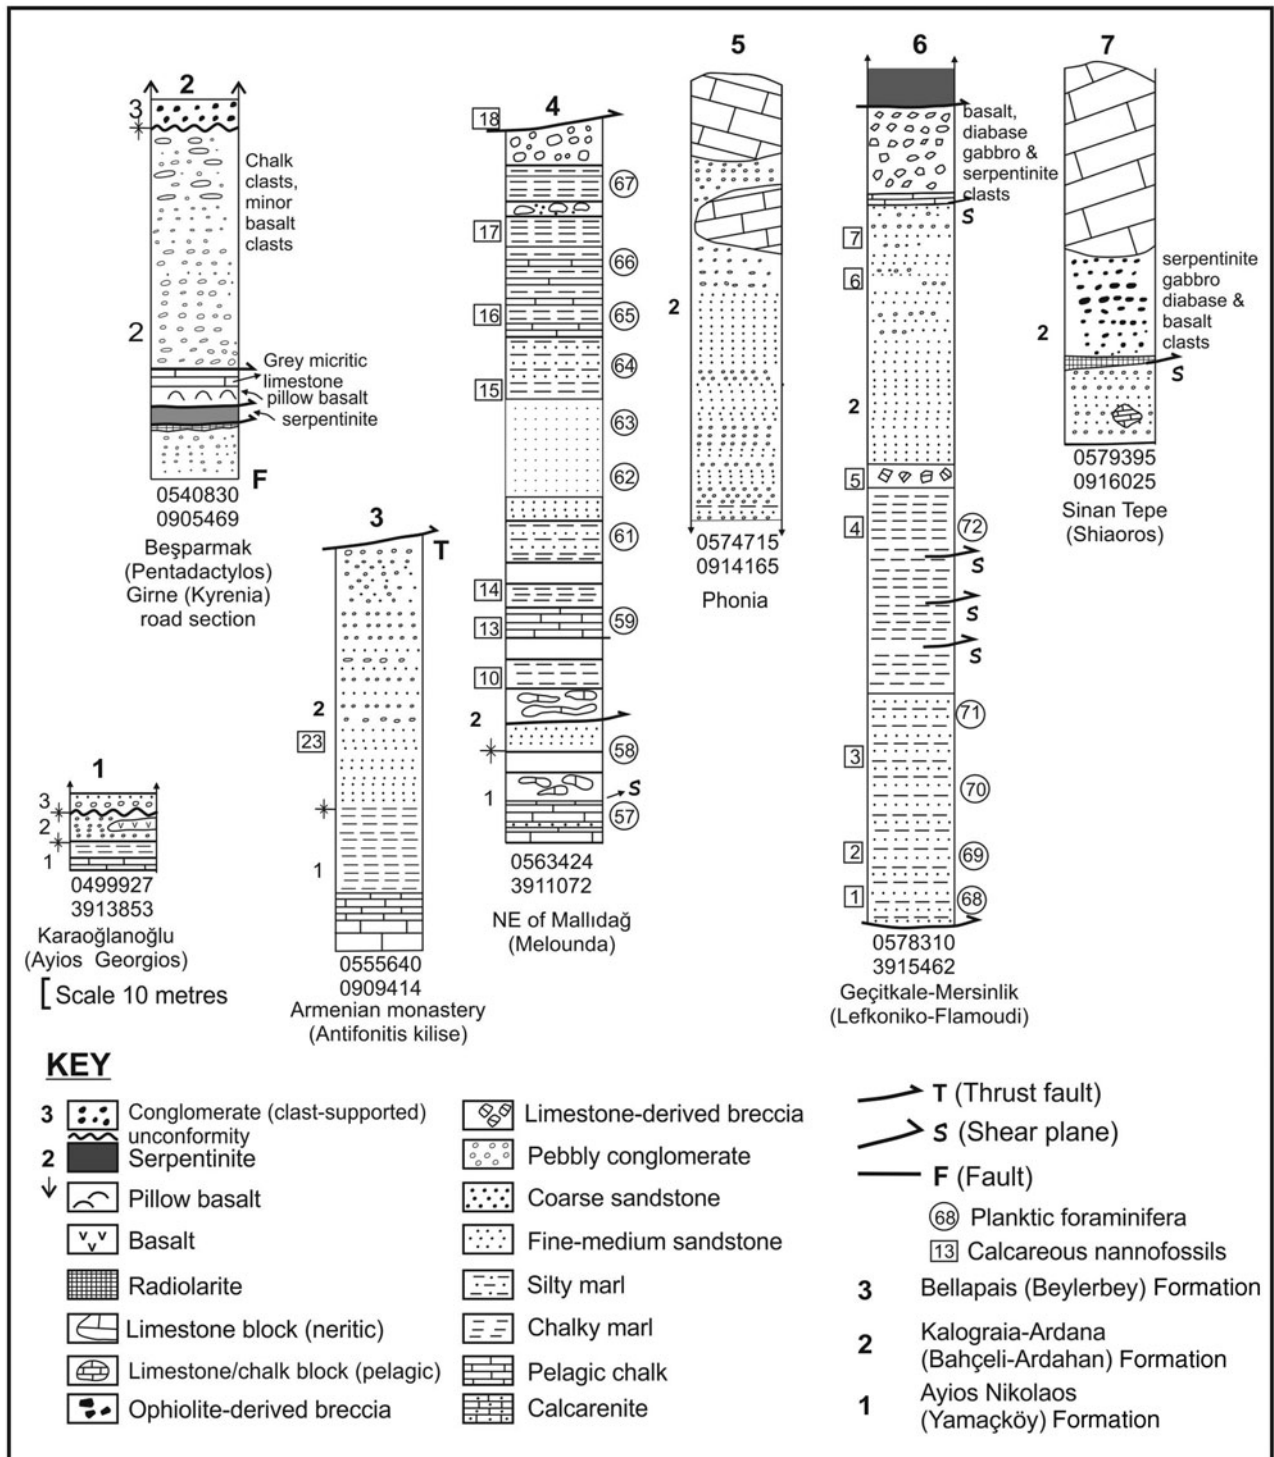 2
3
Chalk
clasts,
minor
basalt
clasts
2
Grey micritic
limestone
pillow basalt
serpentinite
F
0540830
0905469
Beşparmak
(Pentadactylos)
Girne (Kyrenia)
road section
1
3
2
1
0499927
3913853
Karaoğlanoğlu
(Ayios Georgios)
Scale 10 metres
3
T
2
23
1
0555640
0909414
Armenian monastery
(Antifonitis kilise)
4
18
67
17
66
16
65
64
15
63
62
61
14
59
13
10
2
58
1
S
57
0563424
3911072
NE of Mallıdağ
(Melounda)
5
2
0574715
0914165
Phonia
6
basalt,
diabase
gabbro &
serpentinite
clasts
S
7
6
2
5
4
72
S
S
S
71
3
70
2
69
1
68
0578310
3915462
Geçitkale-Mersinlik
(Lefkoniko-Flamoudi)
7
serpentinite
gabbro
diabase &
basalt
clasts
2
S
0579395
0916025
Sinan Tepe
(Shiaoros)
KEY
3 Conglomerate (clast-supported)
unconformity
2 Serpentinite
Pillow basalt
Basalt
Radiolarite
Limestone block (neritic)
Limestone/chalk block (pelagic)
Ophiolite-derived breccia
Limestone-derived breccia
Pebbly conglomerate
Coarse sandstone
Fine-medium sandstone
Silty marl
Chalky marl
Pelagic chalk
Calcarenite
T (Thrust fault)
S (Shear plane)
F (Fault)
68 Planktic foraminifera
13 Calcareous nannofossils
3 Bellapais (Beylerbey) Formation
2 Kalograia-Ardana
(Bahçeli-Ardahan) Formation
1 Ayios Nikolaos
(Yamaçköy) Formation